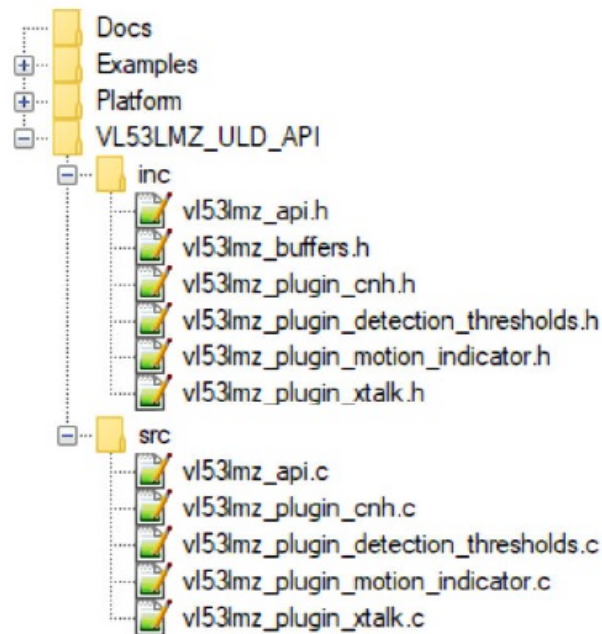 Docs
Examples
Platform
VL53LMZ_ULD_API
inc
vl53lmz_api.h
vl53lmz_buffers.h
vl53lmz_plugin_cnh.h
vl53lmz_plugin_detection_thresholds.h
vl53lmz_plugin_motion_indicator.h
vl53lmz_plugin_xtalk.h
src
vl53lmz_api.c
vl53lmz_plugin_cnh.c
vl53lmz_plugin_detection_thresholds.c
vl53lmz_plugin_motion_indicator.c
vl53lmz_plugin_xtalk.c